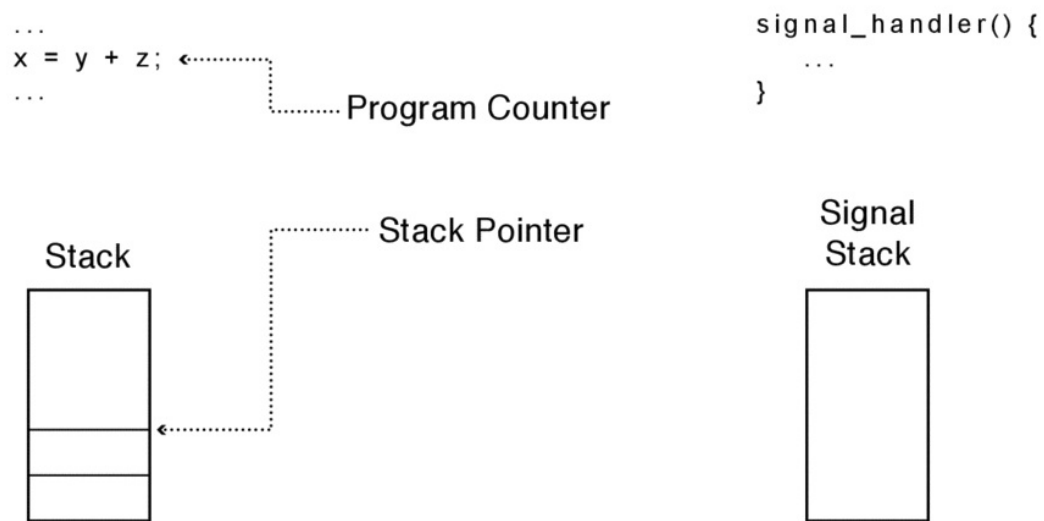 ...
x = y + z;
...
Program Counter
signal_handler() {
...
}
Stack Pointer
Stack
Signal
Stack